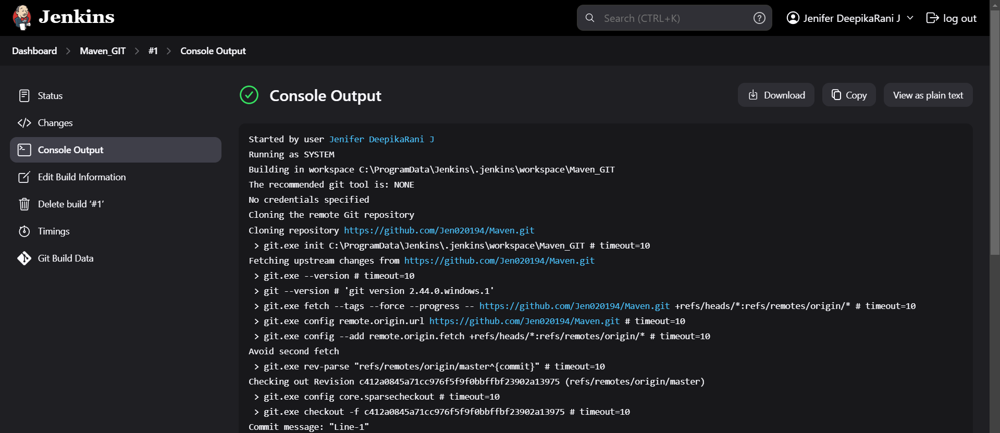 Jenkins
Search (CTRL+K)
?
Jenifer DeepikaRani J
log out
Dashboard > Maven_GIT > #1 > Console Output
Status
Changes
Console Output
Edit Build Information
Delete build ‘#1’
Timings
Git Build Data
Console Output
Download
Copy
View as plain text
Started by user Jenifer DeepikaRani J
Running as SYSTEM
Building in workspace C:\ProgramData\Jenkins\.jenkins\workspace\Maven_GIT
The recommended git tool is: NONE
No credentials specified
Cloning the remote Git repository
Cloning repository https://github.com/Jen020194/Maven.git
 > git.exe init C:\ProgramData\Jenkins\.jenkins\workspace\Maven_GIT # timeout=10
Fetching upstream changes from https://github.com/Jen020194/Maven.git
 > git.exe --version # timeout=10
 > git --version # 'git version 2.44.0.windows.1'
 > git.exe fetch --tags --force --progress -- https://github.com/Jen020194/Maven.git +refs/heads/*:refs/remotes/origin/* # timeout=10
 > git.exe config remote.origin.url https://github.com/Jen020194/Maven.git # timeout=10
 > git.exe config --add remote.origin.fetch +refs/heads/*:refs/remotes/origin/* # timeout=10
Avoid second fetch
 > git.exe rev-parse "refs/remotes/origin/master^{commit}" # timeout=10
Checking out Revision c412a0845a71cc976f5f9f0bbffbf23902a13975 (refs/remotes/origin/master)
 > git.exe config core.sparsecheckout # timeout=10
 > git.exe checkout -f c412a0845a71cc976f5f9f0bbffbf23902a13975 # timeout=10
Commit message: "Line-1"